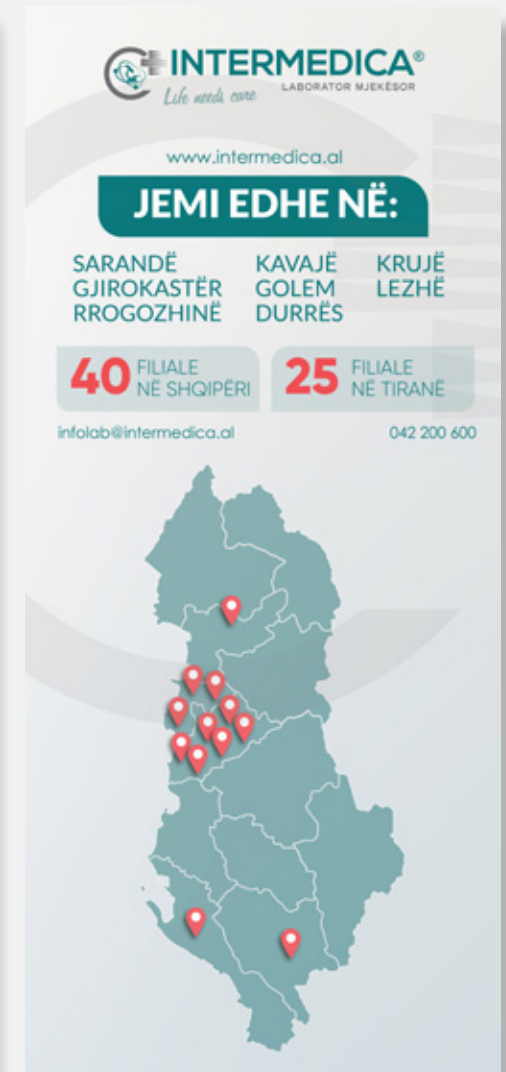 INTERMEDICA®
Life needs care
LABORATOR MJEKËSOR
www.intermedica.al
JEMI EDHE NË:
SARANDË KAVAJË KRUJË
GJIROKASTËR GOLEM LEZHË
RROGOZHINË DURRËS
40 FILIALE NË SHQIPËRI
25 FILIALE NË TIRANË
infolab@intermedica.al 042 200 600